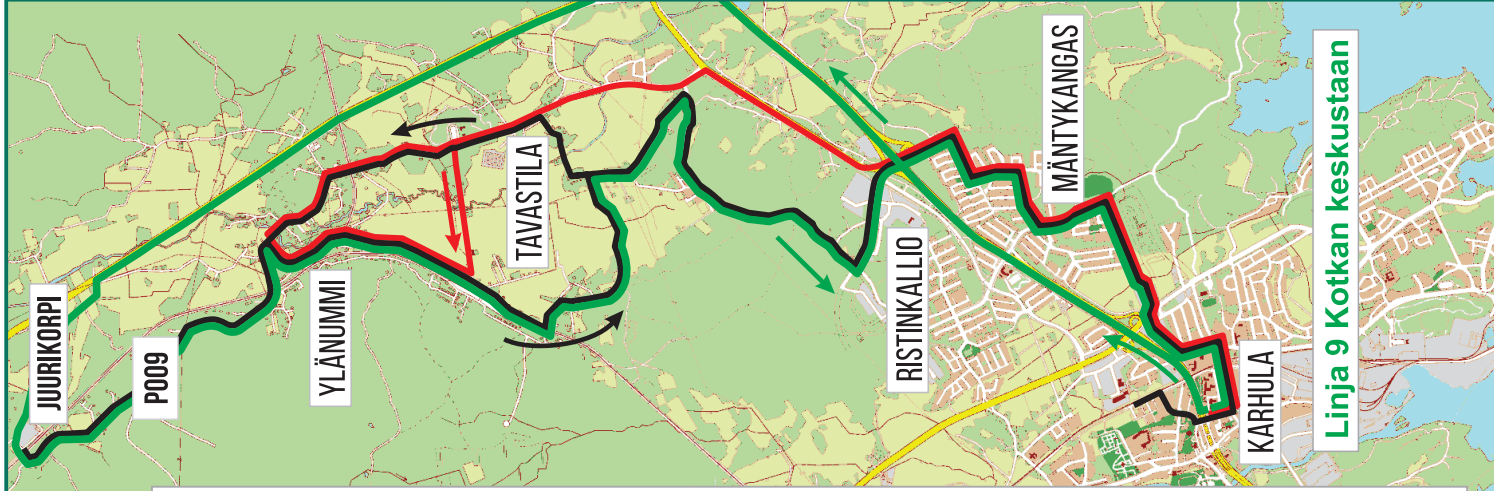 JUURIKORPI
P009
YLÄNUMMI
TAVASTILA
RISTINKALLIO
MÄNTYKANGAS
KARHULA
Linja 9 Kotkan keskustaan